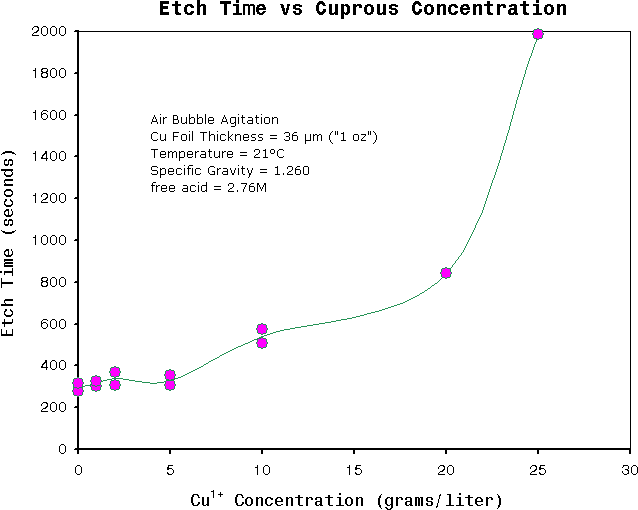 Etch Time vs Cuprous Concentration
2000
1800
1600
1400
1200
1000
800
600
400
200
0
Etch Time (seconds)
Air Bubble Agitation
Cu Foil Thickness = 36 µm ("1 oz")
Temperature = 21ºC
Specific Gravity = 1.260
free acid = 2.76M
0 5 10 15 20 25 30
Cu¹⁺ Concentration (grams/liter)